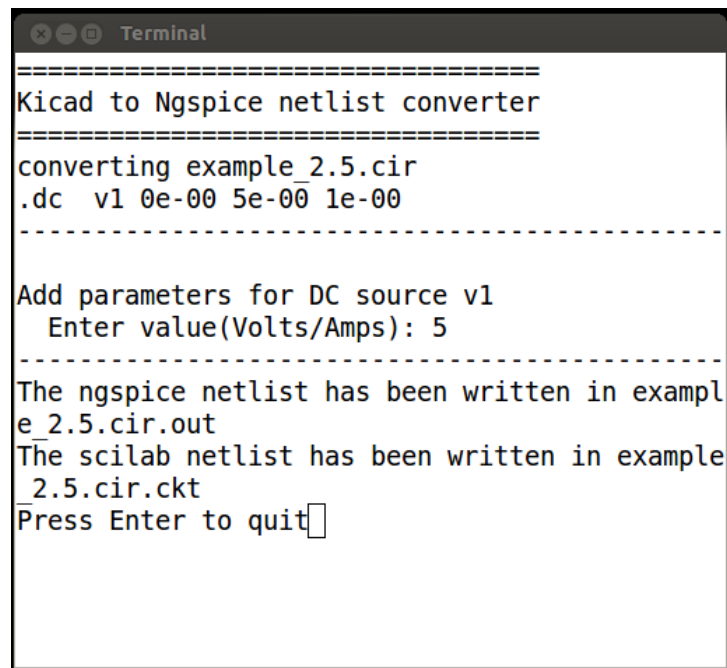 Terminal
==================================
Kicad to Ngspice netlist converter
==================================
converting example_2.5.cir
.dc  v1 0e-00 5e-00 1e-00
----------------------------------------------
Add parameters for DC source v1
  Enter value(Volts/Amps): 5
----------------------------------------------
The ngspice netlist has been written in exampl
e_2.5.cir.out
The scilab netlist has been written in example
_2.5.cir.ckt
Press Enter to quit